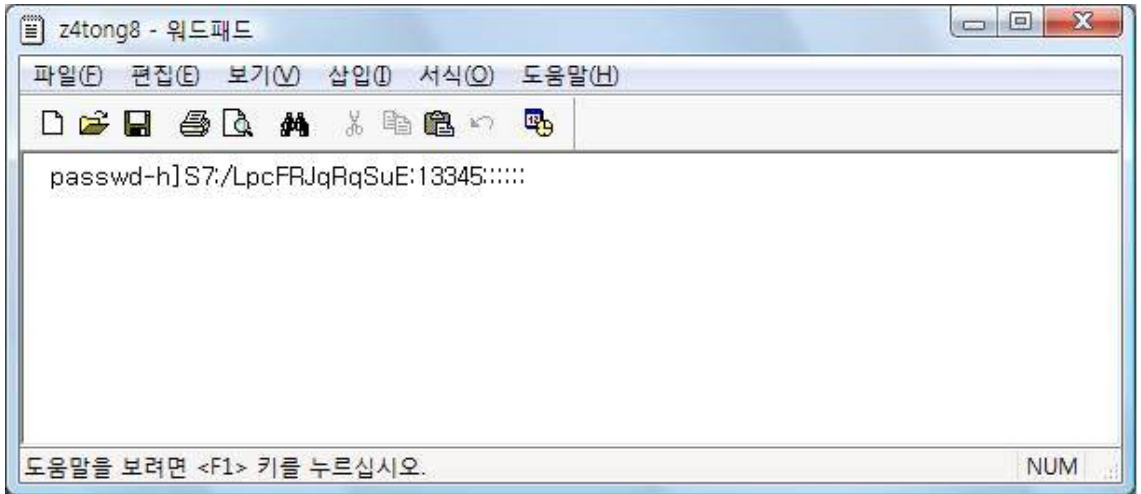 z4tong8 - 워드패드
파일(F) 편집(E) 보기(V) 삽입(I) 서식(O) 도움말(H)
passwd-h]S7:/LpcFRJqRqSuE:13345::::::
도움말을 보려면 <F1> 키를 누르십시오.
NUM